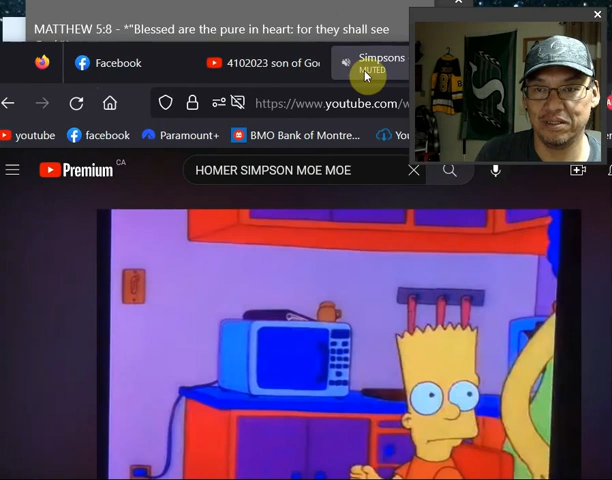 MATTHEW 5:8 - *"Blessed are the pure in heart: for they shall see
Facebook
4102023 son of Go
Simpsons
MUTED
https://www.youtube.com/w
youtube
facebook
Paramount+
BMO Bank of Montre...
You
Premium CA
HOMER SIMPSON MOE MOE